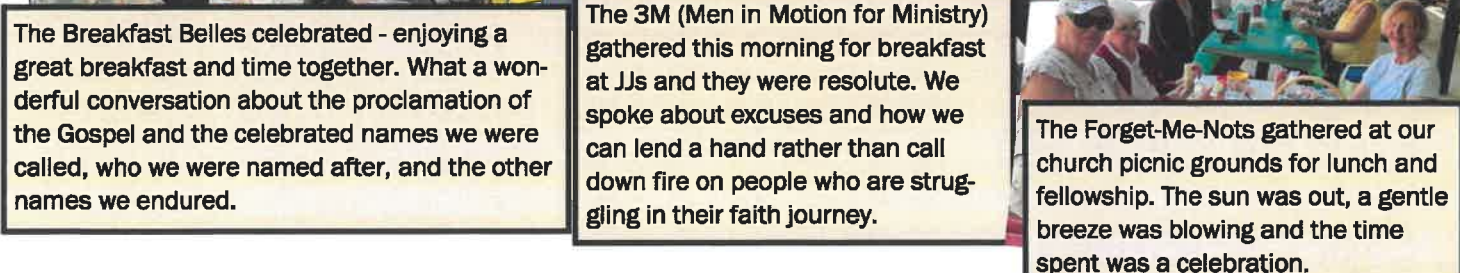 The Breakfast Belles celebrated - enjoying a
great breakfast and time together. What a won-
derful conversation about the proclamation of
the Gospel and the celebrated names we were
called, who we were named after, and the other
names we endured.
The 3M (Men in Motion for Ministry)
gathered this morning for breakfast
at JJs and they were resolute. We
spoke about excuses and how we
can lend a hand rather than call
down fire on people who are strug-
gling in their faith journey.
The Forget-Me-Nots gathered at our
church picnic grounds for lunch and
fellowship. The sun was out, a gentle
breeze was blowing and the time
spent was a celebration.